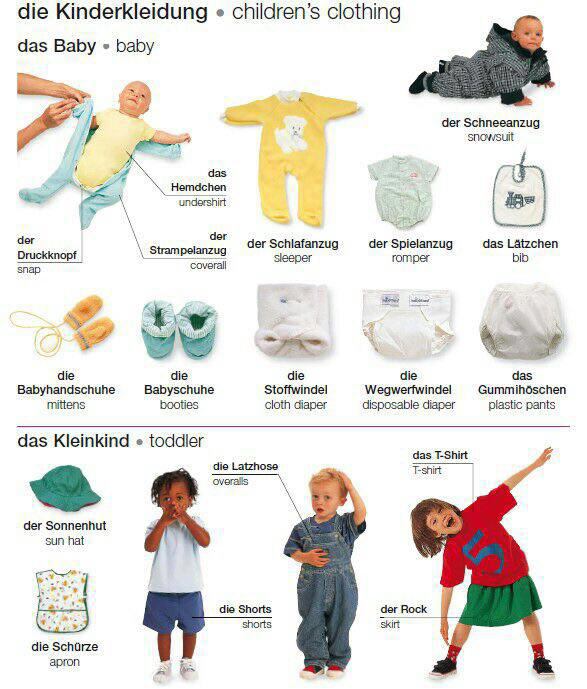 die Kinderkleidung • children's clothing
das Baby • baby
der Schneeanzug
snowsuit
das
Hemdchen
undershirt
der
Druckknopf
snap
der
Strampelanzug
coverall
der Schlafanzug
sleeper
der Spielanzug
romper
das Lätzchen
bib
die
Babyhandschuhe
mittens
die
Babyschuhe
booties
die
Stoffwindel
cloth diaper
die
Wegwerfwindel
disposable diaper
das
Gummihöschen
plastic pants
das Kleinkind • toddler
der Sonnenhut
sun hat
die Schürze
apron
die Shorts
shorts
die Latzhose
overalls
das T-Shirt
T-shirt
5
der Rock
skirt